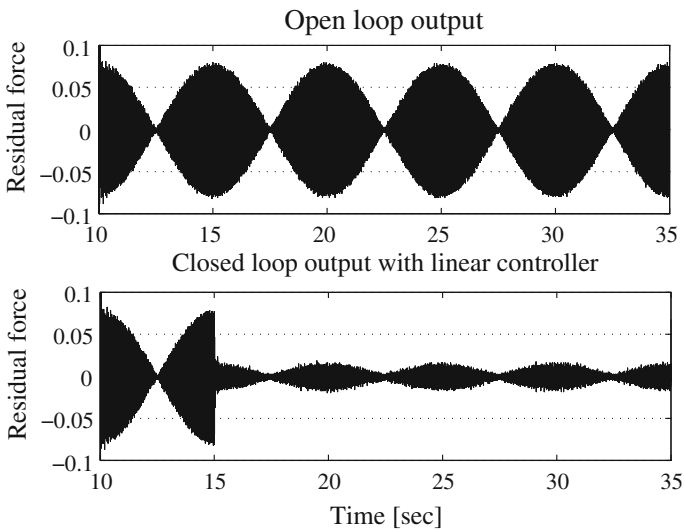 Open loop output
0.1
0.05
0
−0.05
−0.1
Residual force
10 15 20 25 30 35
Closed loop output with linear controller
0.1
0.05
0
−0.05
−0.1
Residual force
10 15 20 25 30 35
Time [sec]